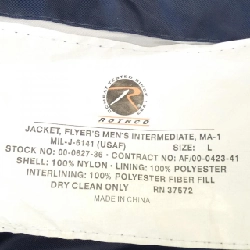 ROTHCO
JACKET, FLYER'S MEN'S INTERMEDIATE, MA-1
MIL-J-5141 (USAF)
SIZE: L
STOCK NO: 00-0827-36 - CONTRACT NO: AF/00-0423-41
SHELL: 100% NYLON - LINING: 100% POLYESTER
INTERLINING: 100% POLYESTER FIBER FILL
DRY CLEAN ONLY RN 37572
MADE IN CHINA